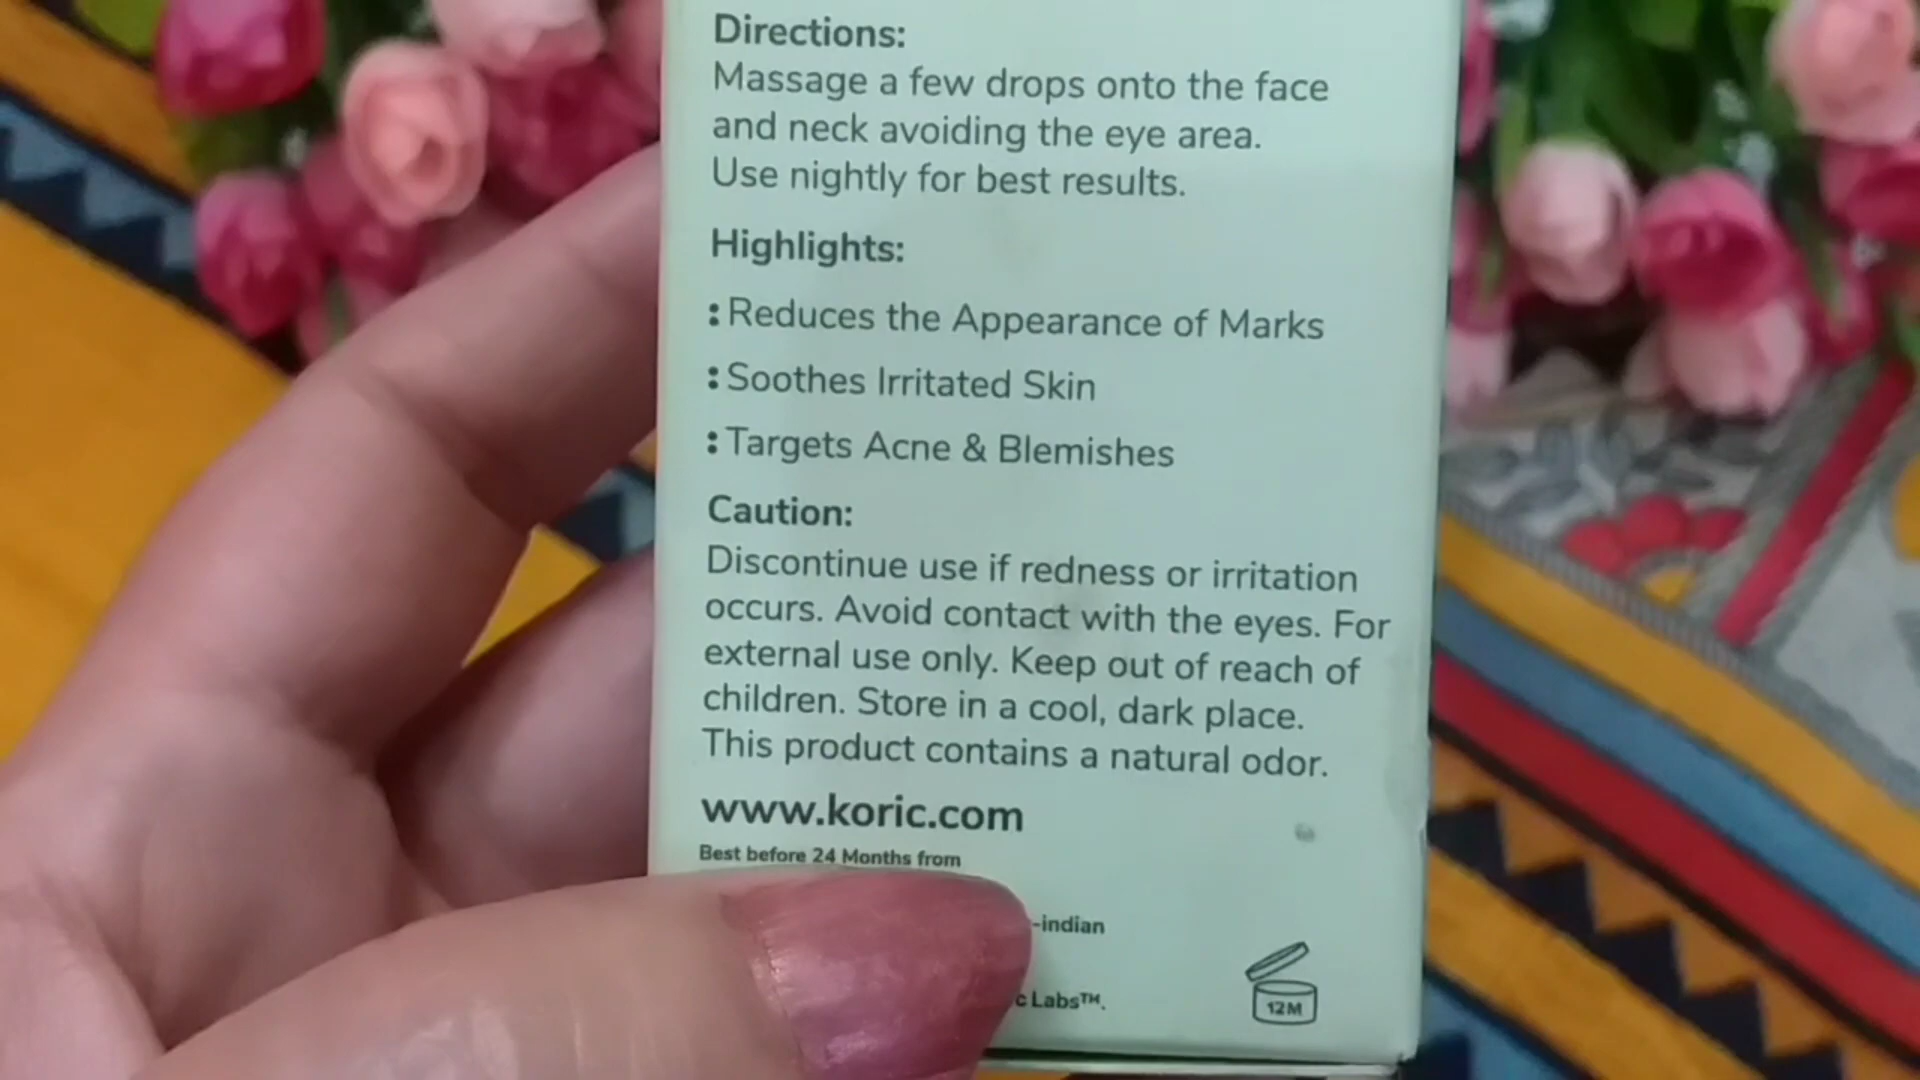 Directions:
Massage a few drops onto the face
and neck avoiding the eye area.
Use nightly for best results.
Highlights:
:Reduces the Appearance of Marks
:Soothes Irritated Skin
:Targets Acne & Blemishes
Caution:
Discontinue use if redness or irritation
occurs. Avoid contact with the eyes. For
external use only. Keep out of reach of
children. Store in a cool, dark place.
This product contains a natural odor.
www.koric.com
Best before 24 Months from
-indian
c Labs™.
12M